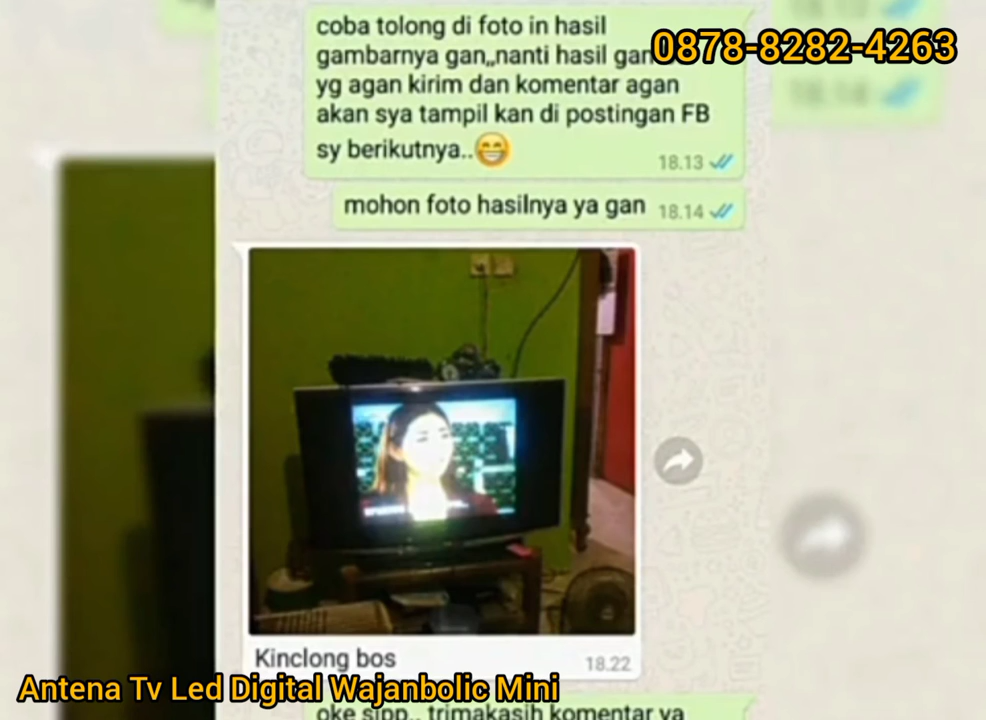 coba tolong di foto in hasil
gambarnya gan,,nanti hasil gam
0878-8282-4263
yg agan kirim dan komentar agan
akan sya tampil kan di postingan FB
sy berikutnya..😁
18.13
mohon foto hasilnya ya gan 18.14
Kinclong bos 18.22
Antena Tv Led Digital Wajanbolic Mini
oke sipp.. trimakasih komentar ya